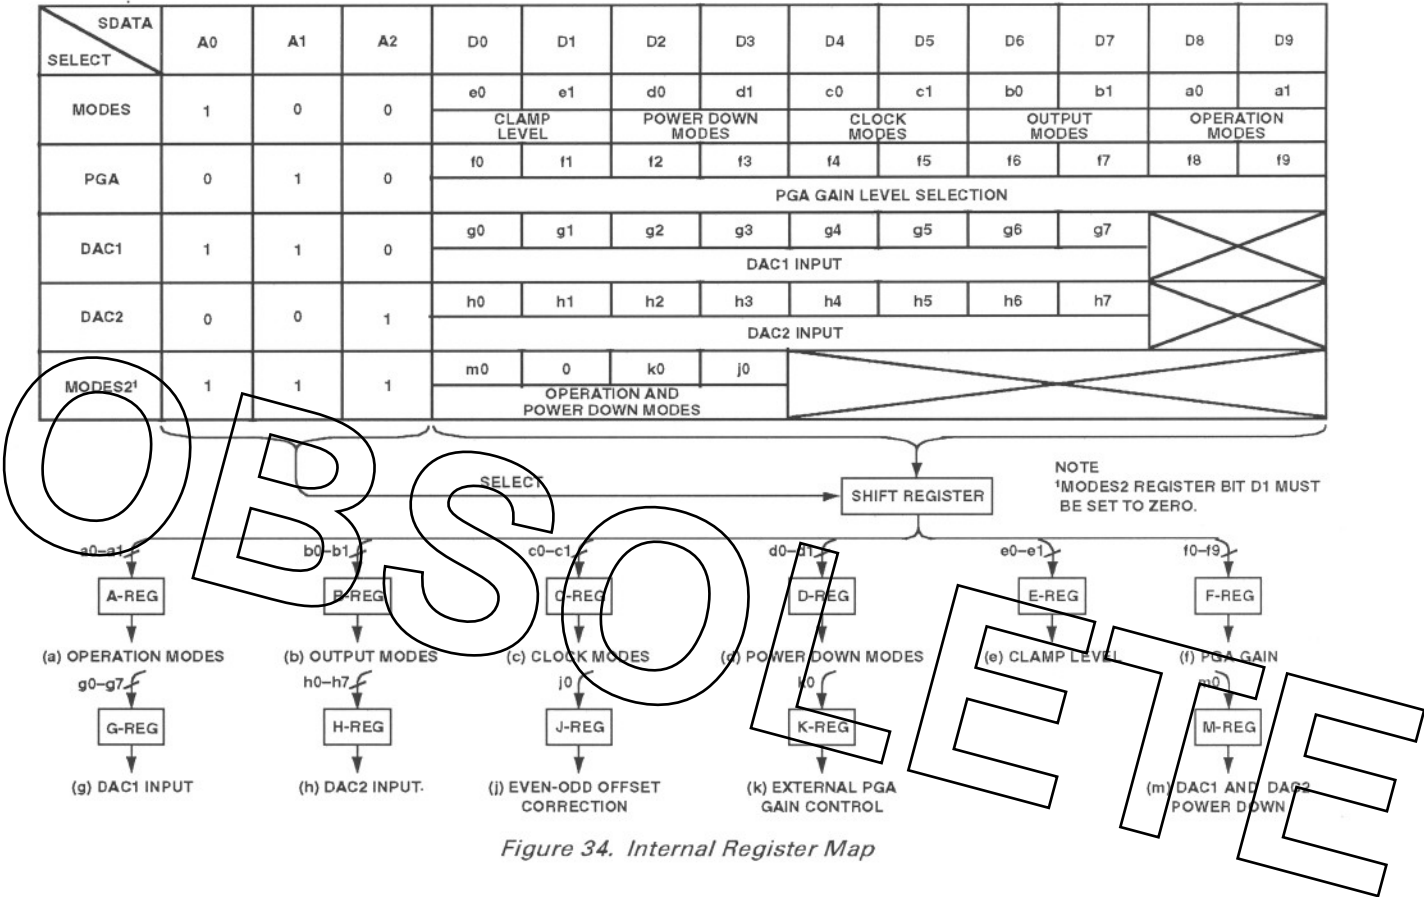 SDATA
SELECT
A0 A1 A2 D0 D1 D2 D3 D4 D5 D6 D7 D8 D9
MODES 1 0 0 e0 e1 d0 d1 c0 c1 b0 b1 a0 a1
CLAMP LEVEL POWER DOWN MODES CLOCK MODES OUTPUT MODES OPERATION MODES
PGA 0 1 0 f0 f1 f2 f3 f4 f5 f6 f7 f8 f9
PGA GAIN LEVEL SELECTION
DAC1 1 1 0 g0 g1 g2 g3 g4 g5 g6 g7
DAC1 INPUT
DAC2 0 0 1 h0 h1 h2 h3 h4 h5 h6 h7
DAC2 INPUT
MODES2¹ 1 1 1 m0 0 k0 j0
OPERATION AND
POWER DOWN MODES
SELECT
SHIFT REGISTER
NOTE
¹MODES2 REGISTER BIT D1 MUST
BE SET TO ZERO.
a0–a1 b0–b1 c0–c1 d0–d1 e0–e1 f0–f9
A-REG B-REG C-REG D-REG E-REG F-REG
(a) OPERATION MODES (b) OUTPUT MODES (c) CLOCK MODES (d) POWER DOWN MODES (e) CLAMP LEVEL (f) PGA GAIN
g0–g7 h0–h7 j0 k0 m0
G-REG H-REG J-REG K-REG M-REG
(g) DAC1 INPUT (h) DAC2 INPUT. (j) EVEN-ODD OFFSET CORRECTION (k) EXTERNAL PGA GAIN CONTROL (m) DAC1 AND DAC2 POWER DOWN
Figure 34. Internal Register Map
OBSOLETE